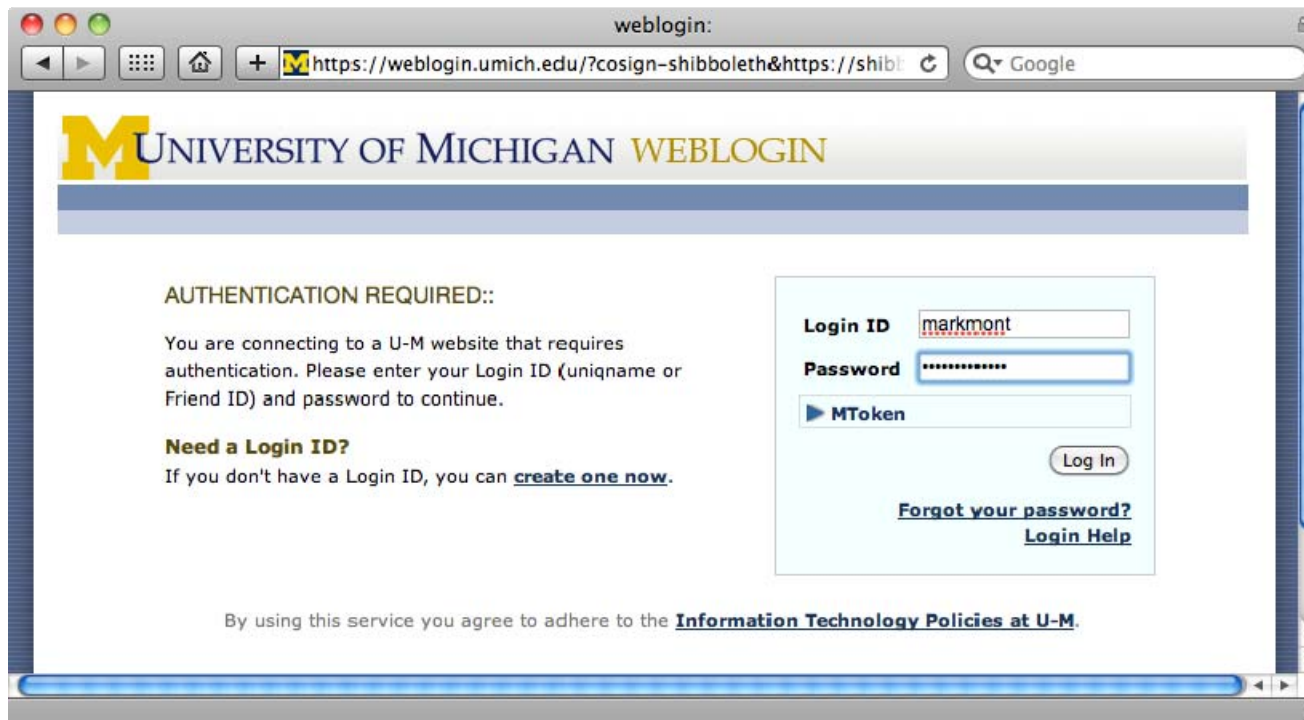 weblogin:
https://weblogin.umich.edu/?cosign-shibboleth&https://shibb
Google
M UNIVERSITY OF MICHIGAN WEBLOGIN
AUTHENTICATION REQUIRED::
You are connecting to a U-M website that requires
authentication. Please enter your Login ID (uniqname or
Friend ID) and password to continue.
Need a Login ID?
If you don't have a Login ID, you can create one now.
Login ID markmont
Password •••••••••••••
MToken
Log In
Forgot your password?
Login Help
By using this service you agree to adhere to the Information Technology Policies at U-M.